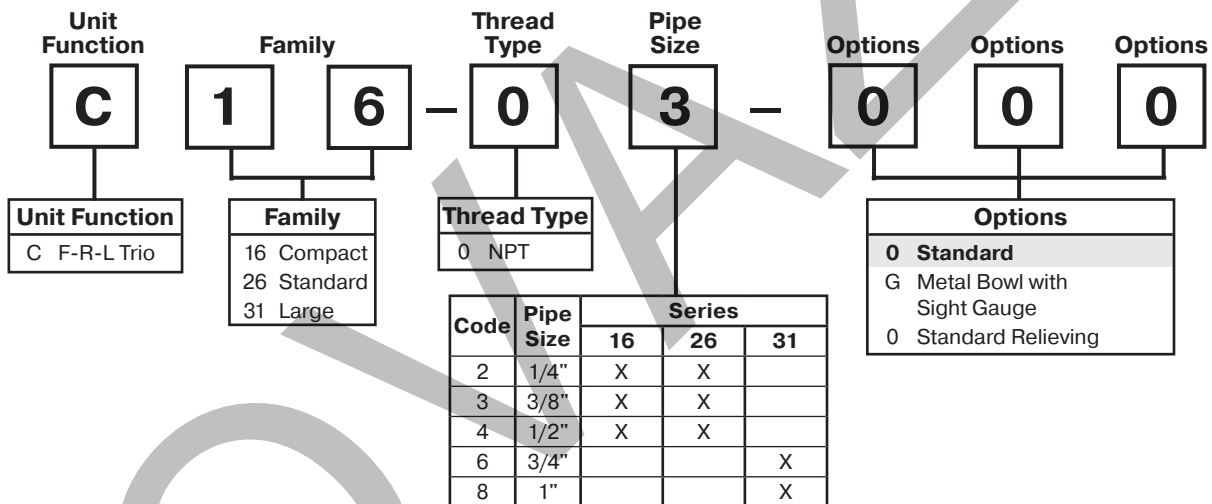 Unit Function
Family
Thread Type
Pipe Size
Options
Options
Options
C 1 6 – 0 3 – 0 0 0
Unit Function
C F-R-L Trio
Family
16 Compact
26 Standard
31 Large
Thread Type
0 NPT
Code Pipe Size Series
16 26 31
2 1/4" X X
3 3/8" X X
4 1/2" X X
6 3/4" X
8 1" X
Options
0 Standard
G Metal Bowl with
Sight Gauge
0 Standard Relieving